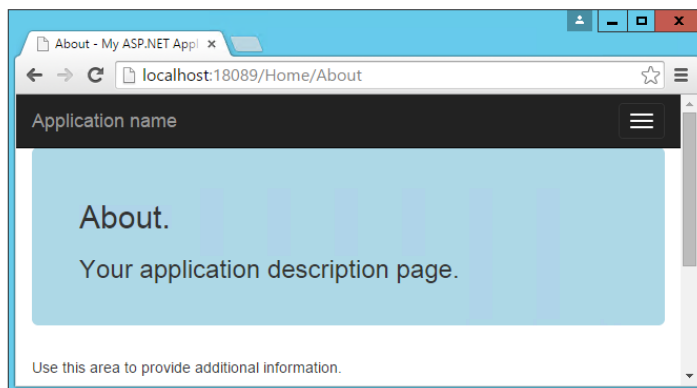 About - My ASP.NET Appl
localhost:18089/Home/About
Application name
About.
Your application description page.
Use this area to provide additional information.